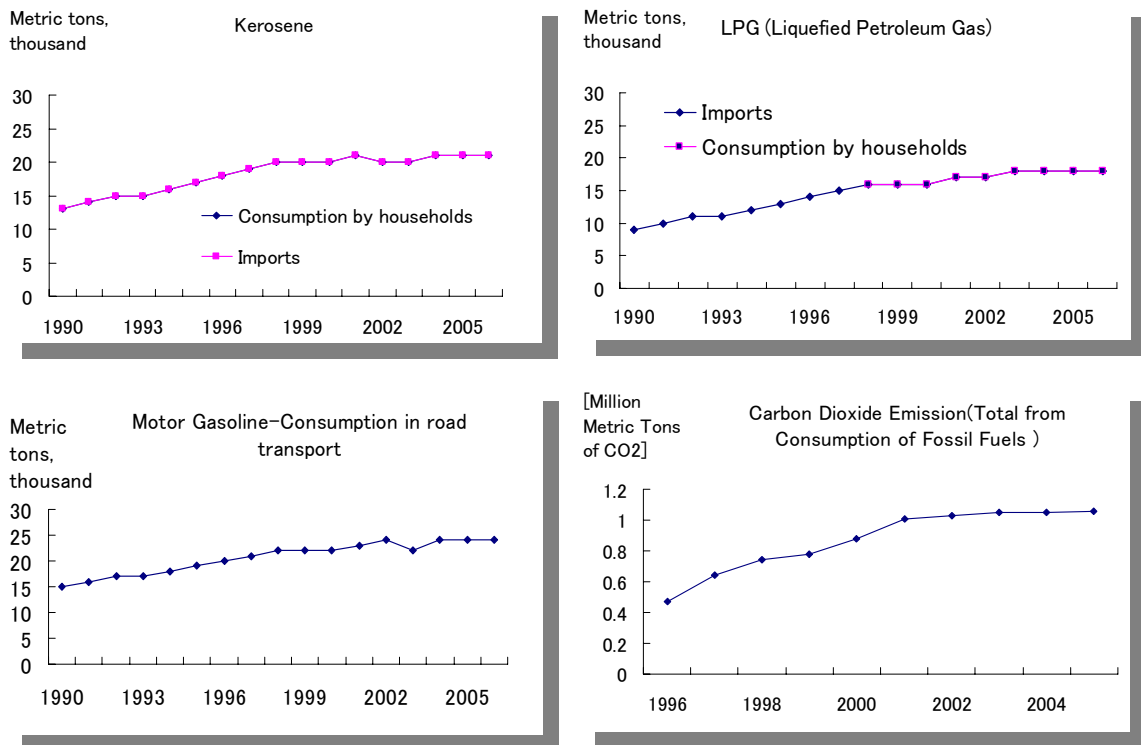 Metric tons,
thousand
Kerosene
30
25
20
15
10
5
0
Consumption by households
Imports
1990 1993 1996 1999 2002 2005
Metric tons,
thousand
LPG (Liquefied Petroleum Gas)
30
25
20
15
10
5
0
Imports
Consumption by households
1990 1993 1996 1999 2002 2005
Metric
tons,
thousand
Motor Gasoline-Consumption in road
transport
30
25
20
15
10
5
0
1990 1993 1996 1999 2002 2005
[Million
Metric Tons
of CO2]
Carbon Dioxide Emission(Total from
Consumption of Fossil Fuels )
1.2
1
0.8
0.6
0.4
0.2
0
1996 1998 2000 2002 2004